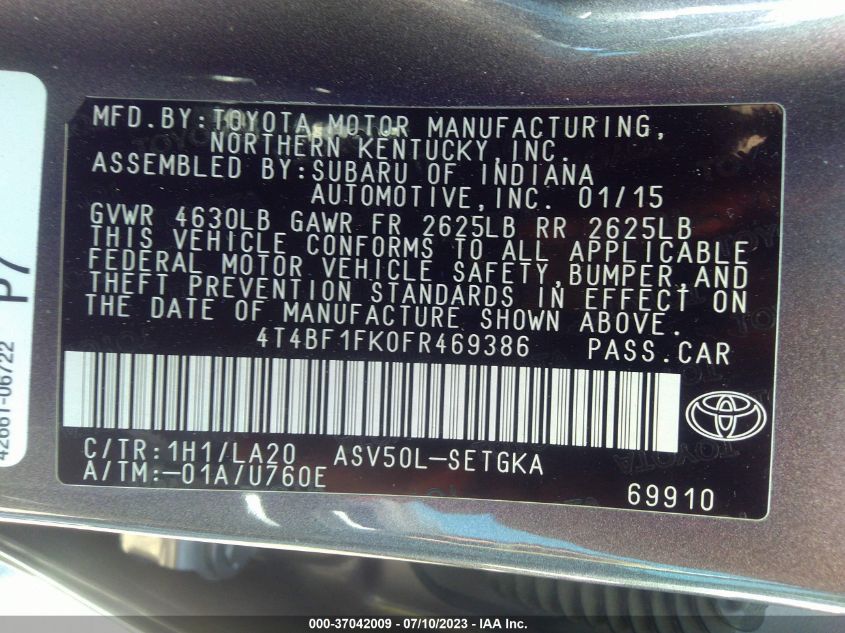 MFD.BY:TOYOTA MOTOR MANUFACTURING,
NORTHERN KENTUCKY,INC.
ASSEMBLED BY:SUBARU OF INDIANA
AUTOMOTIVE,INC. 01/15
GVWR 4630LB GAWR FR 2625LB RR 2625LB
THIS VEHICLE CONFORMS TO ALL APPLICABLE
FEDERAL MOTOR VEHICLE SAFETY,BUMPER,AND
THEFT PREVENTION STANDARDS IN EFFECT ON
THE DATE OF MANUFACTURE SHOWN ABOVE.
4T4BF1FK0FR469386 PASS.CAR
C/TR:1H1/LA20 ASV50L-SETGKA
A/TM:-01A/U760E
69910
P7
42661-06722
000-37042009 - 07/10/2023 - IAA Inc.